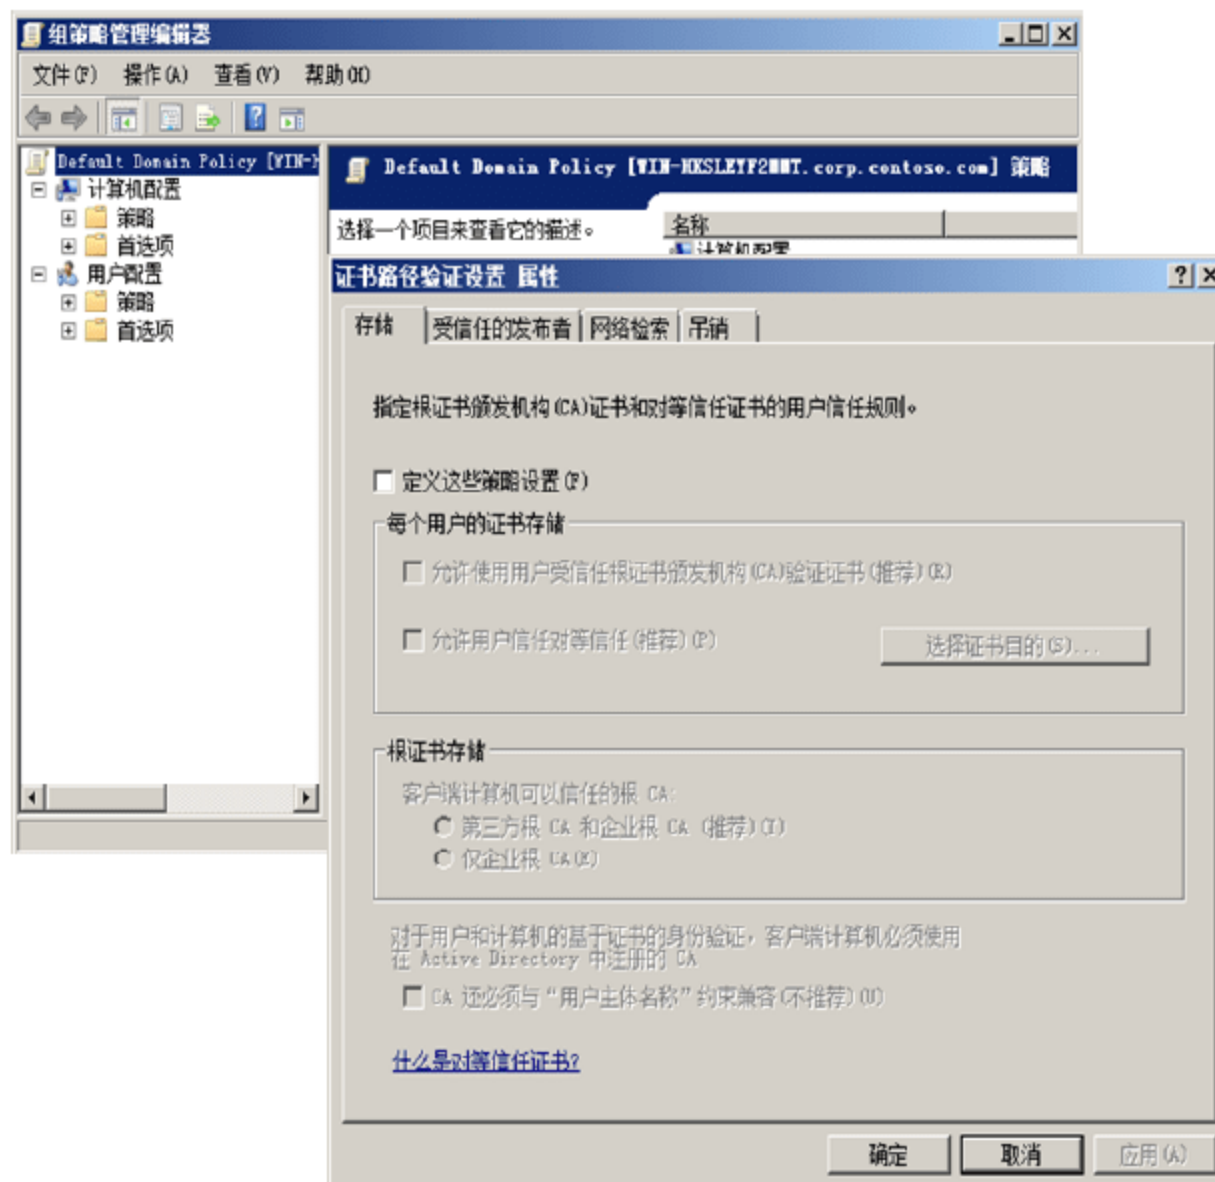 组策略管理编辑器
文件(F) 操作(A) 查看(V) 帮助(H)
Default Domain Policy
计算机配置
策略
首选项
用户配置
策略
首选项
Default Domain Policy .corp.contoso.com] 策略
选择一个项目来查看它的描述。
名称
计算机配置
证书路径验证设置 属性
存储 受信任的发布者 网络检索 吊销
指定根证书颁发机构(CA)证书和对等信任证书的用户信任规则。
定义这些策略设置(F)
每个用户的证书存储
允许使用用户受信任根证书颁发机构(CA)验证证书(推荐)(R)
允许用户信任对等信任(推荐)(P)
选择证书目的(S)...
根证书存储
客户端计算机可以信任的根 CA:
第三方根 CA 和企业根 CA (推荐)(T)
仅企业根 CA(E)
对于用户和计算机的基于证书的身份验证，客户端计算机必须使用
在 Active Directory 中注册的 CA
CA 还必须与“用户主体名称”约束兼容(不推荐)(U)
什么是对等信任证书?
确定 取消 应用(A)